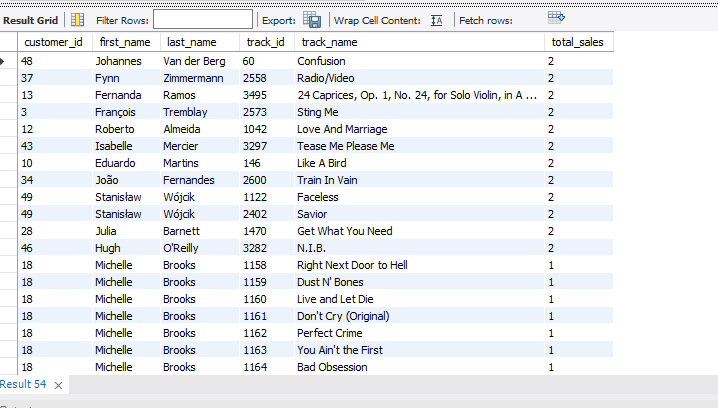 Result Grid Filter Rows: Export: Wrap Cell Content: Fetch rows:
customer_id first_name last_name track_id track_name total_sales
48 Johannes Van der Berg 60 Confusion 2
37 Fynn Zimmermann 2558 Radio/Video 2
13 Fernanda Ramos 3495 24 Caprices, Op. 1, No. 24, for Solo Violin, in A ... 2
3 François Tremblay 2573 Sting Me 2
12 Roberto Almeida 1042 Love And Marriage 2
43 Isabelle Mercier 3297 Tease Me Please Me 2
10 Eduardo Martins 146 Like A Bird 2
34 João Fernandes 2600 Train In Vain 2
49 Stanisław Wójcik 1122 Faceless 2
49 Stanisław Wójcik 2402 Savior 2
28 Julia Barnett 1470 Get What You Need 2
46 Hugh O'Reilly 3282 N.I.B. 2
18 Michelle Brooks 1158 Right Next Door to Hell 1
18 Michelle Brooks 1159 Dust N' Bones 1
18 Michelle Brooks 1160 Live and Let Die 1
18 Michelle Brooks 1161 Don't Cry (Original) 1
18 Michelle Brooks 1162 Perfect Crime 1
18 Michelle Brooks 1163 You Ain't the First 1
18 Michelle Brooks 1164 Bad Obsession 1
Result 54